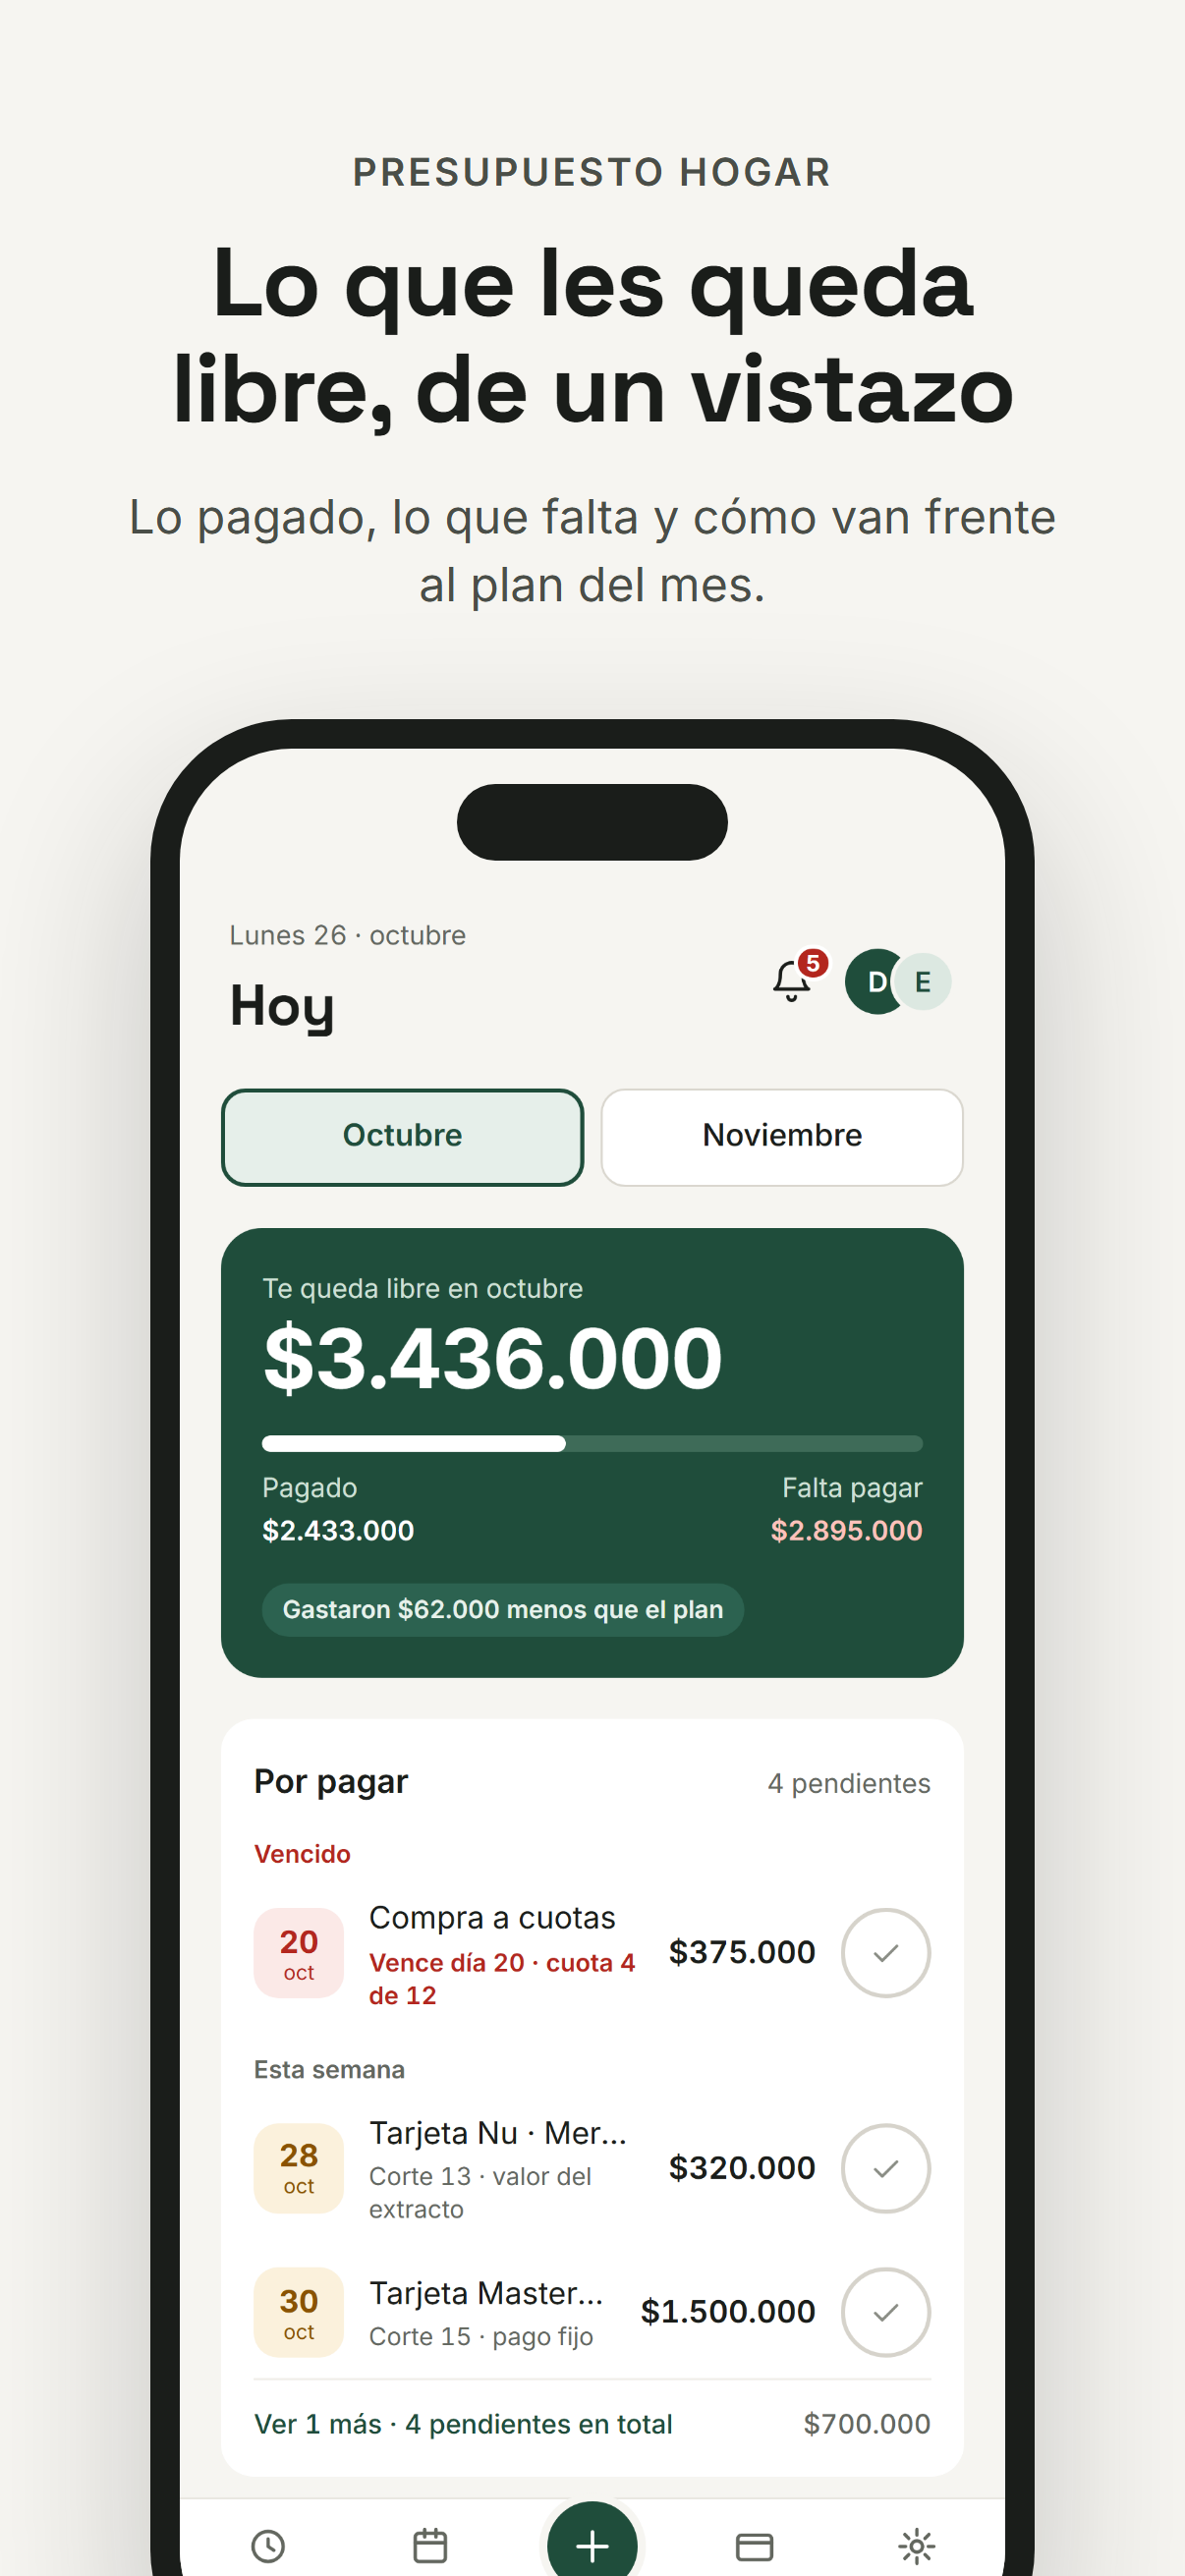 PRESUPUESTO HOGAR
Lo que les queda
libre, de un vistazo
Lo pagado, lo que falta y cómo van frente
al plan del mes.
Lunes 26 · octubre
Hoy
5
D
E
Octubre
Noviembre
Te queda libre en octubre
$3.436.000
Pagado
Falta pagar
$2.433.000
$2.895.000
Gastaron $62.000 menos que el plan
Por pagar
4 pendientes
Vencido
20
oct
Compra a cuotas
Vence día 20 · cuota 4
de 12
$375.000
Esta semana
28
oct
Tarjeta Nu · Mer...
Corte 13 · valor del
extracto
$320.000
30
oct
Tarjeta Master...
Corte 15 · pago fijo
$1.500.000
Ver 1 más · 4 pendientes en total
$700.000